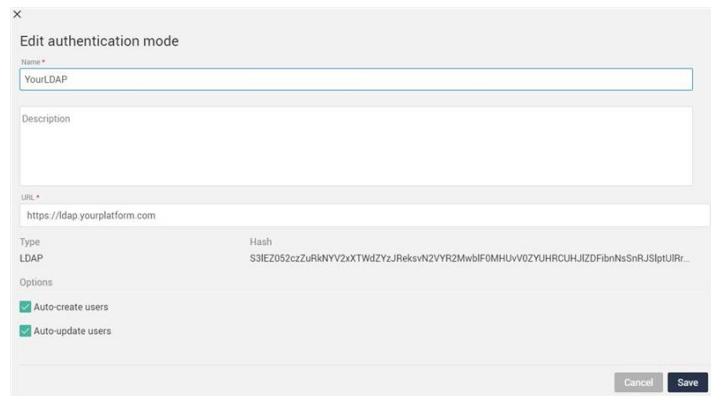 ×
Edit authentication mode
Name *
YourLDAP
Description
URL *
https://ldap.yourplatform.com
Type Hash
LDAP S3lEZ052czZuRkNYV2xXTWdZYzJReksvN2VYR2MwblF0MHUvV0ZYUHRCUHJlZDFibnNsSnRJSlptUlRr...
Options
Auto-create users
Auto-update users
Cancel Save